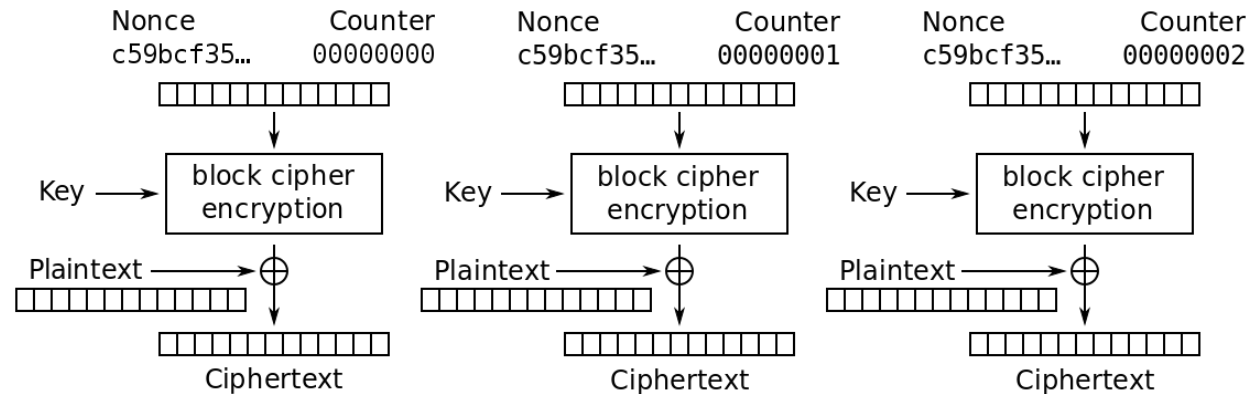 Nonce Counter Nonce Counter Nonce Counter
c59bcf35… 00000000 c59bcf35… 00000001 c59bcf35… 00000002
Key block cipher encryption Key block cipher encryption Key block cipher encryption
Plaintext Plaintext Plaintext
Ciphertext Ciphertext Ciphertext